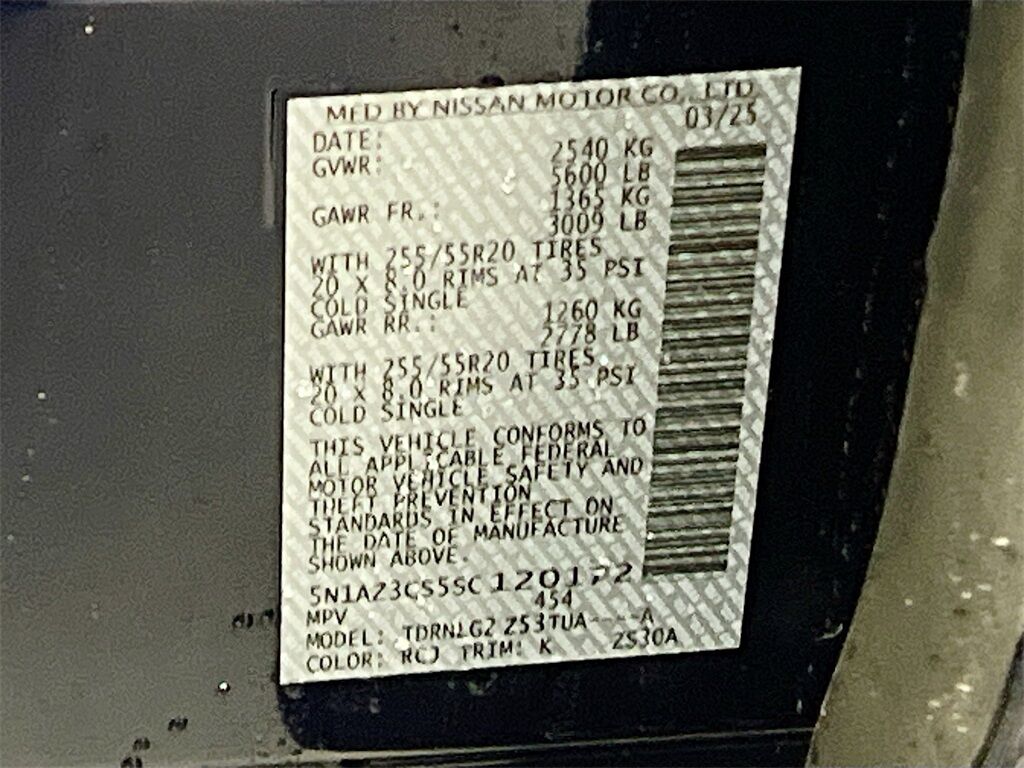 MFD BY NISSAN MOTOR CO., LTD
DATE: 03/25
GVWR: 2540 KG
5600 LB
GAWR FR.: 1365 KG
3009 LB
WITH 255/55R20 TIRES
20 X 8.0 RIMS AT 35 PSI
COLD SINGLE
GAWR RR.: 1260 KG
2778 LB
WITH 255/55R20 TIRES
20 X 8.0 RIMS AT 35 PSI
COLD SINGLE
THIS VEHICLE CONFORMS TO
ALL APPLICABLE FEDERAL
MOTOR VEHICLE SAFETY AND
THEFT PREVENTION
STANDARDS IN EFFECT ON
THE DATE OF MANUFACTURE
SHOWN ABOVE.
5N1AZ3CS5SC120172
MPV 454
MODEL: TDRNLG2 Z53TUA----A
COLOR: RCJ TRIM: K ZS30A